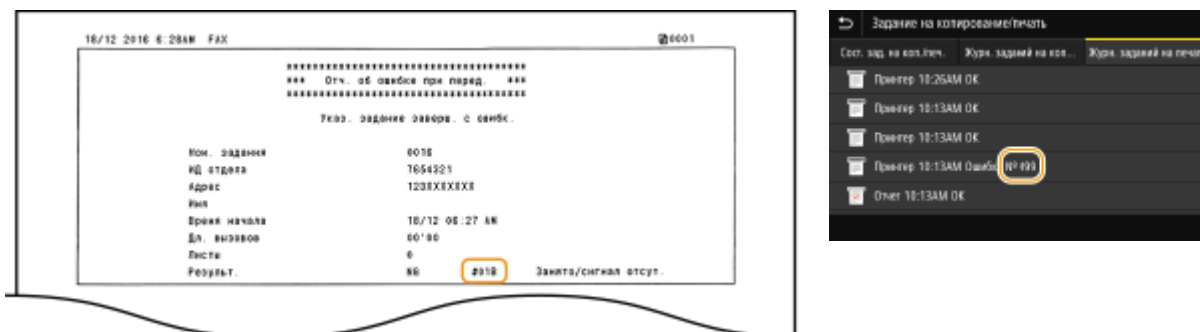 18/12 2016 6:28AM FAX 0001
*** Отч. об ошибке при перед. ***
Указ. задание заверш. с ошибк.
Ном. задания 0016
ИД отдела 7654321
Адрес 123XXXXXXX
Имя
Время начала 18/12 06:27 AM
Дл. вызовов 00'00
Листы 0
Результ. NG #018 Занято/сигнал отсут.
Задание на копирование/печать
Сост. зад. на коп./печ. Журн. заданий на коп... Журн. заданий на печать
Принтер 10:26AM OK
Принтер 10:13AM OK
Принтер 10:13AM OK
Принтер 10:13AM Ошибка № 499
Отчет 10:13AM OK